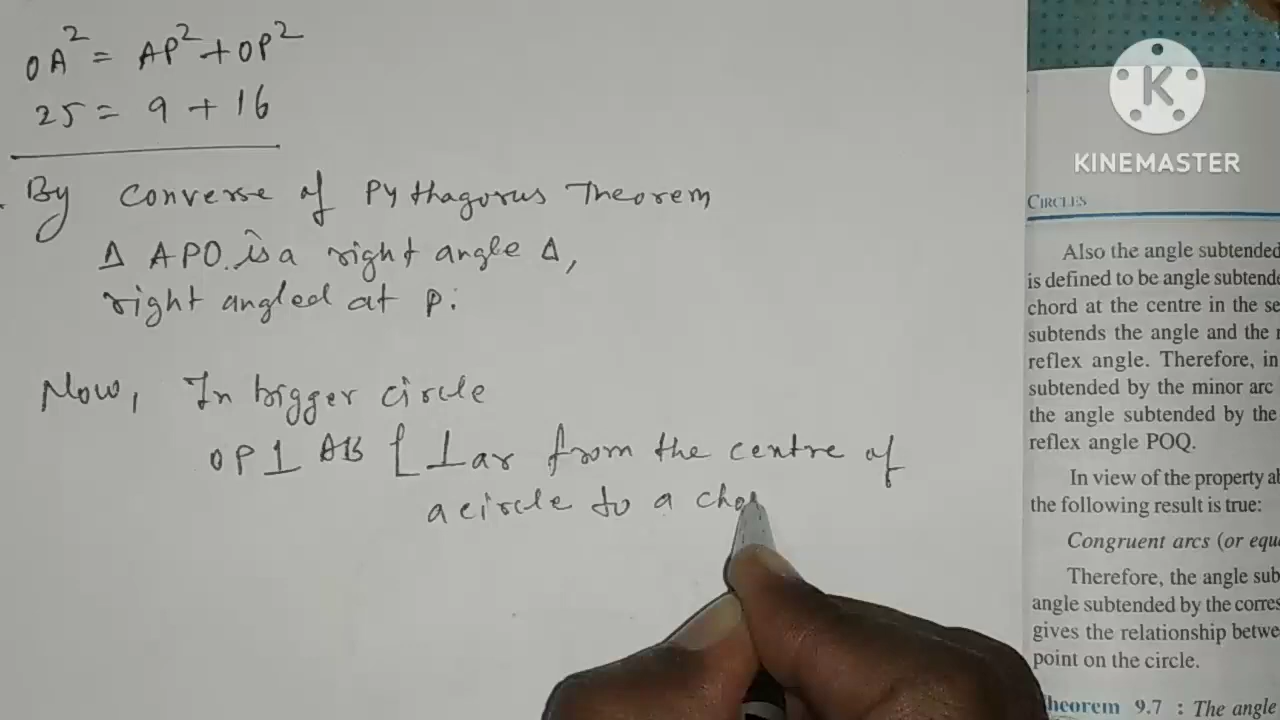 OA² = AP² + OP²
25 = 9 + 16
By converse of Pythagorus Theorem
Δ APO is a right angle Δ,
right angled at P.
Now, In bigger circle
OP ⊥ AB [ ⊥ar from the centre of
a circle to a cho
K
KINEMASTER
CIRCLES
Also the angle subtended
is defined to be angle subtende
chord at the centre in the se
subtends the angle and the
reflex angle. Therefore, in
subtended by the minor arc
the angle subtended by the
reflex angle POQ.
In view of the property a
the following result is true:
Congruent arcs (or equ
Therefore, the angle sub
angle subtended by the corres
gives the relationship betwe
point on the circle.
heorem 9.7 : The angle